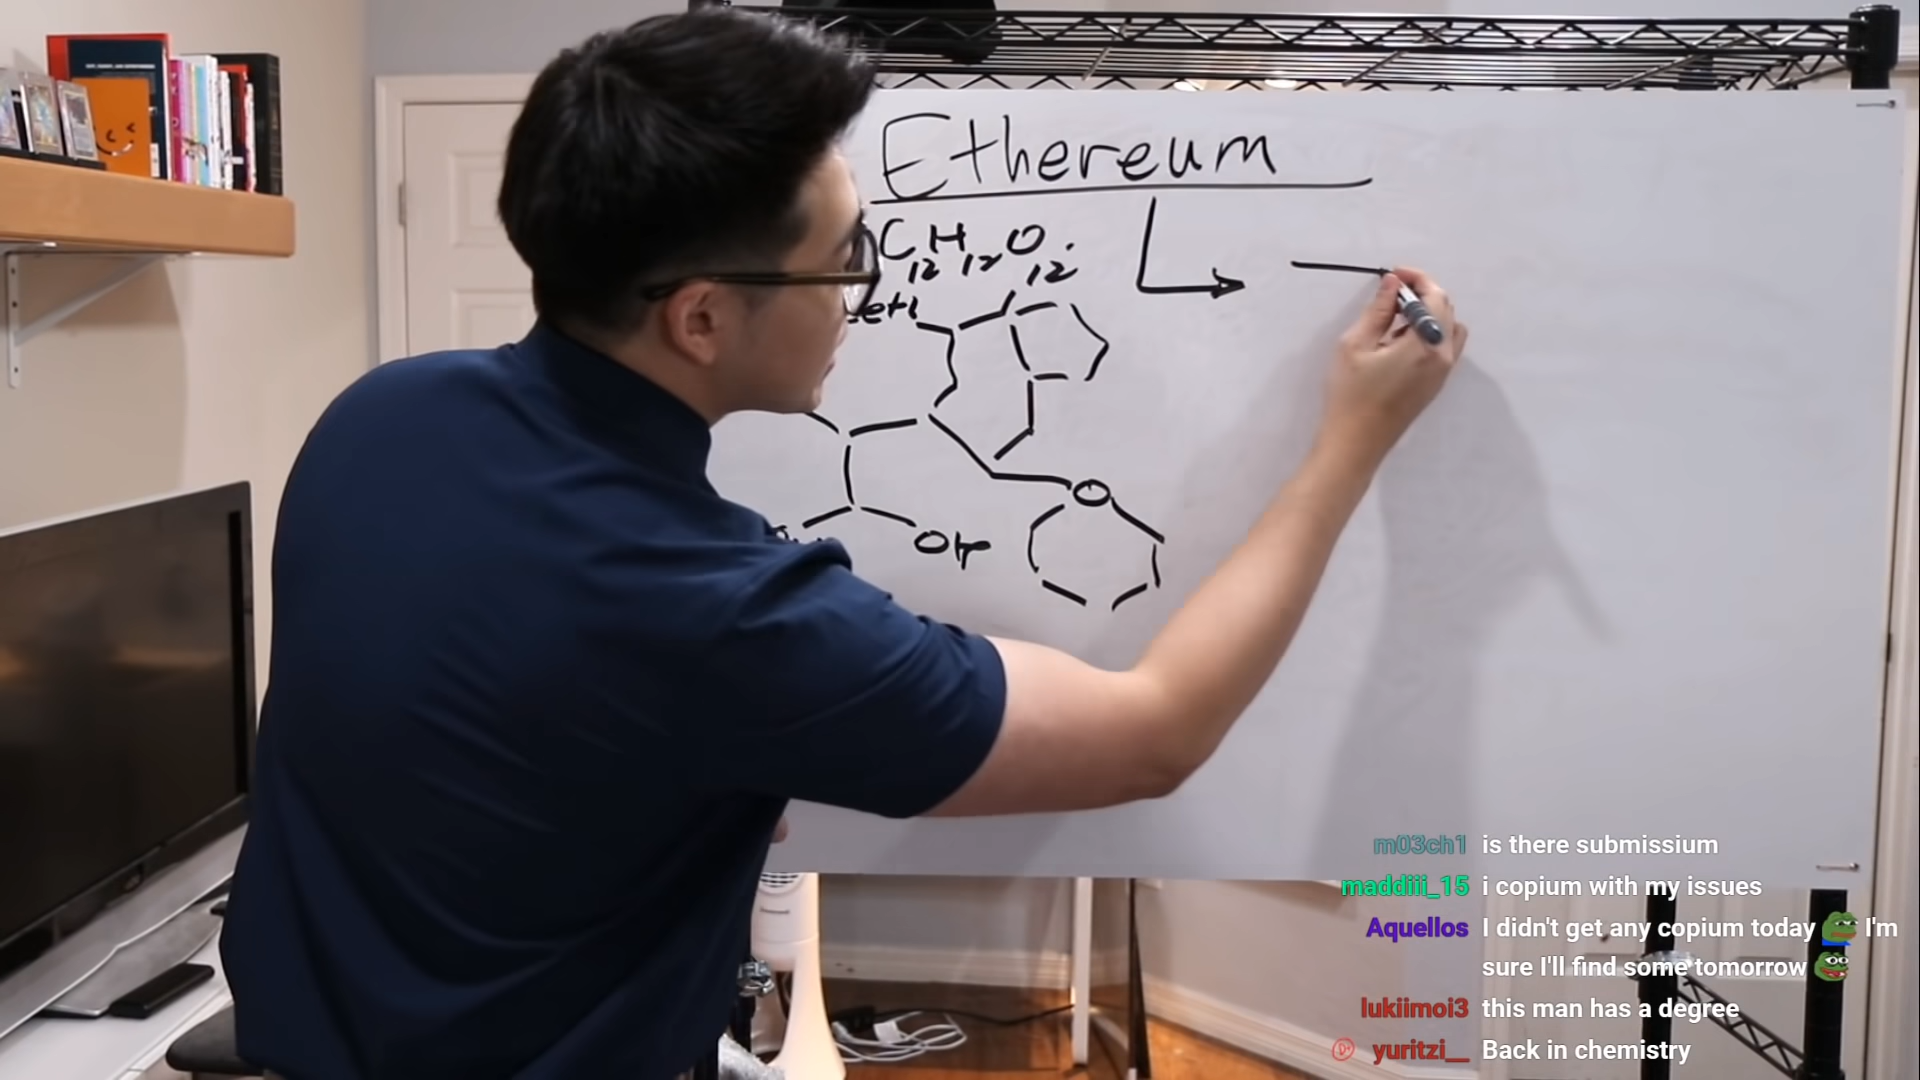 Ethereum
C12H12O12.
O
m03ch1 is there submissium
maddiii_15 i copium with my issues
Aquellos I didn't get any copium today I'm
sure I'll find some tomorrow
lukiimoi3 this man has a degree
yuritzi__ Back in chemistry